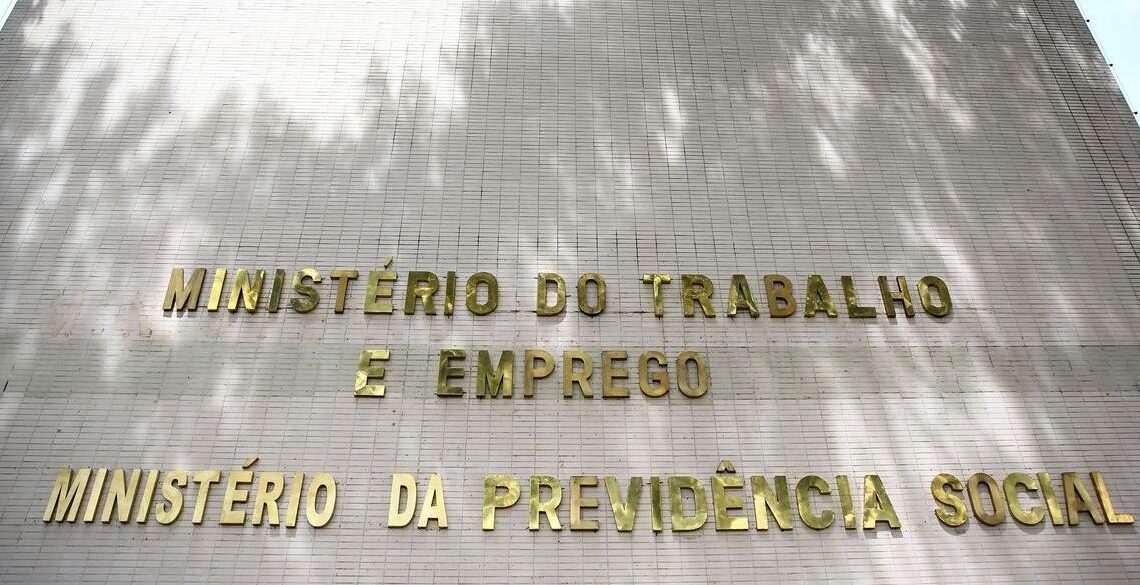 MINISTÉRIO DO TRABALHO
E EMPREGO
MINISTÉRIO DA PREVIDÊNCIA SOCIAL